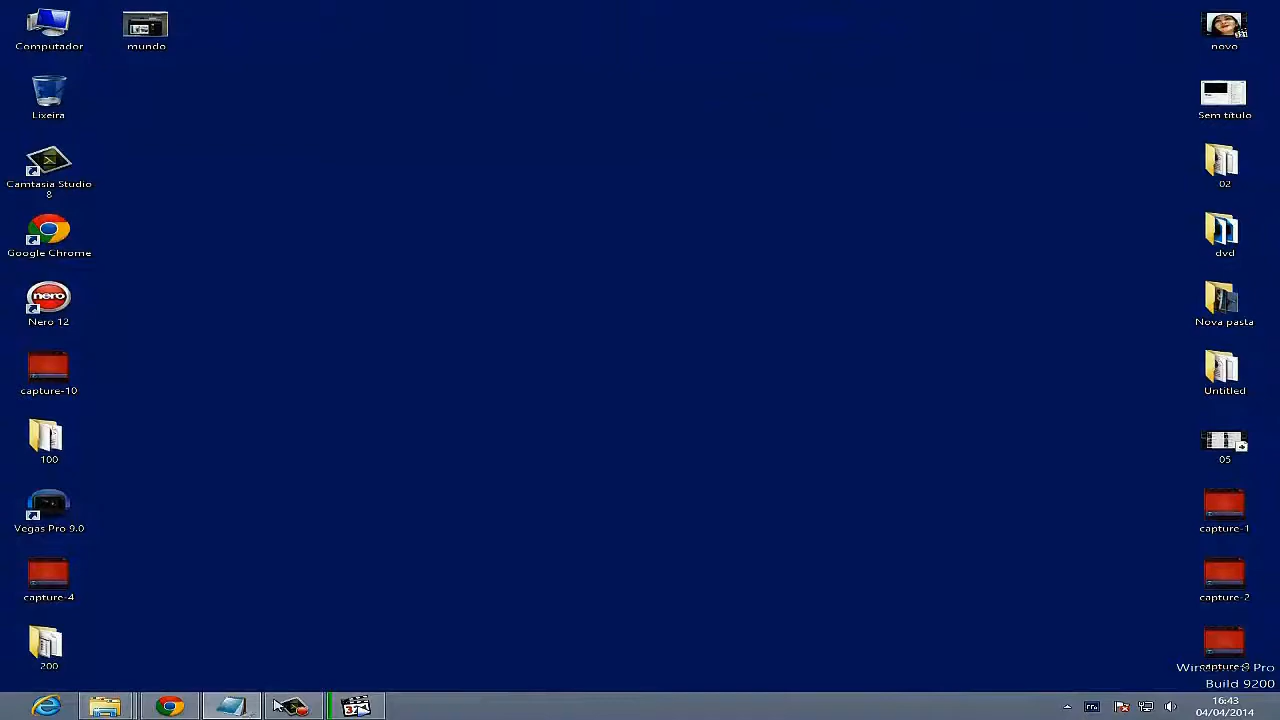 Computador
mundo
novo
Lixeira
Sem título
Camtasia Studio
8
02
Google Chrome
dvd
nero
Nero 12
Nova pasta
capture-10
Untitled
100
05
Vegas Pro 9.0
capture-1
capture-4
capture-2
200
Pro
Build 9200
16:43
04/04/2014